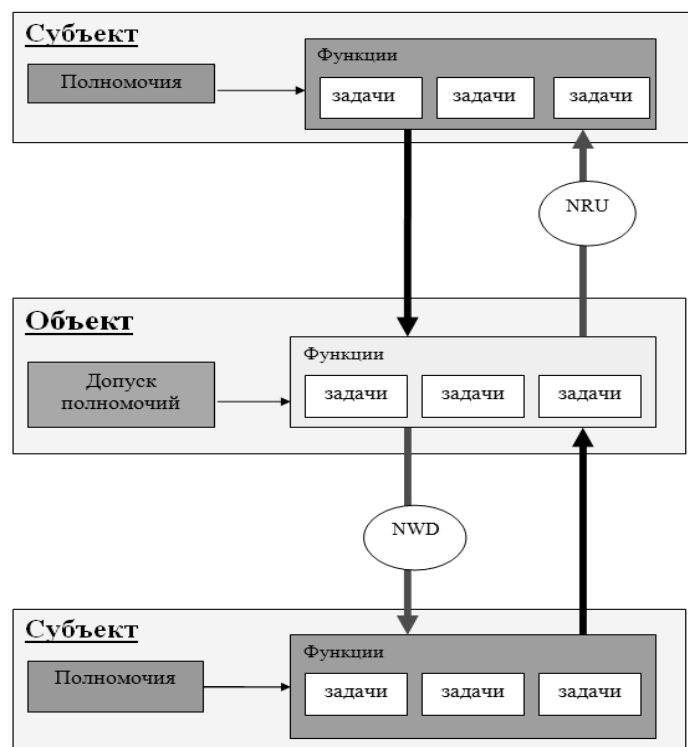 Субъект
Функции
Полномочия
задачи задачи задачи
NRU
Объект
Функции
Допуск
полномочий
задачи задачи задачи
NWD
Субъект
Функции
Полномочия
задачи задачи задачи